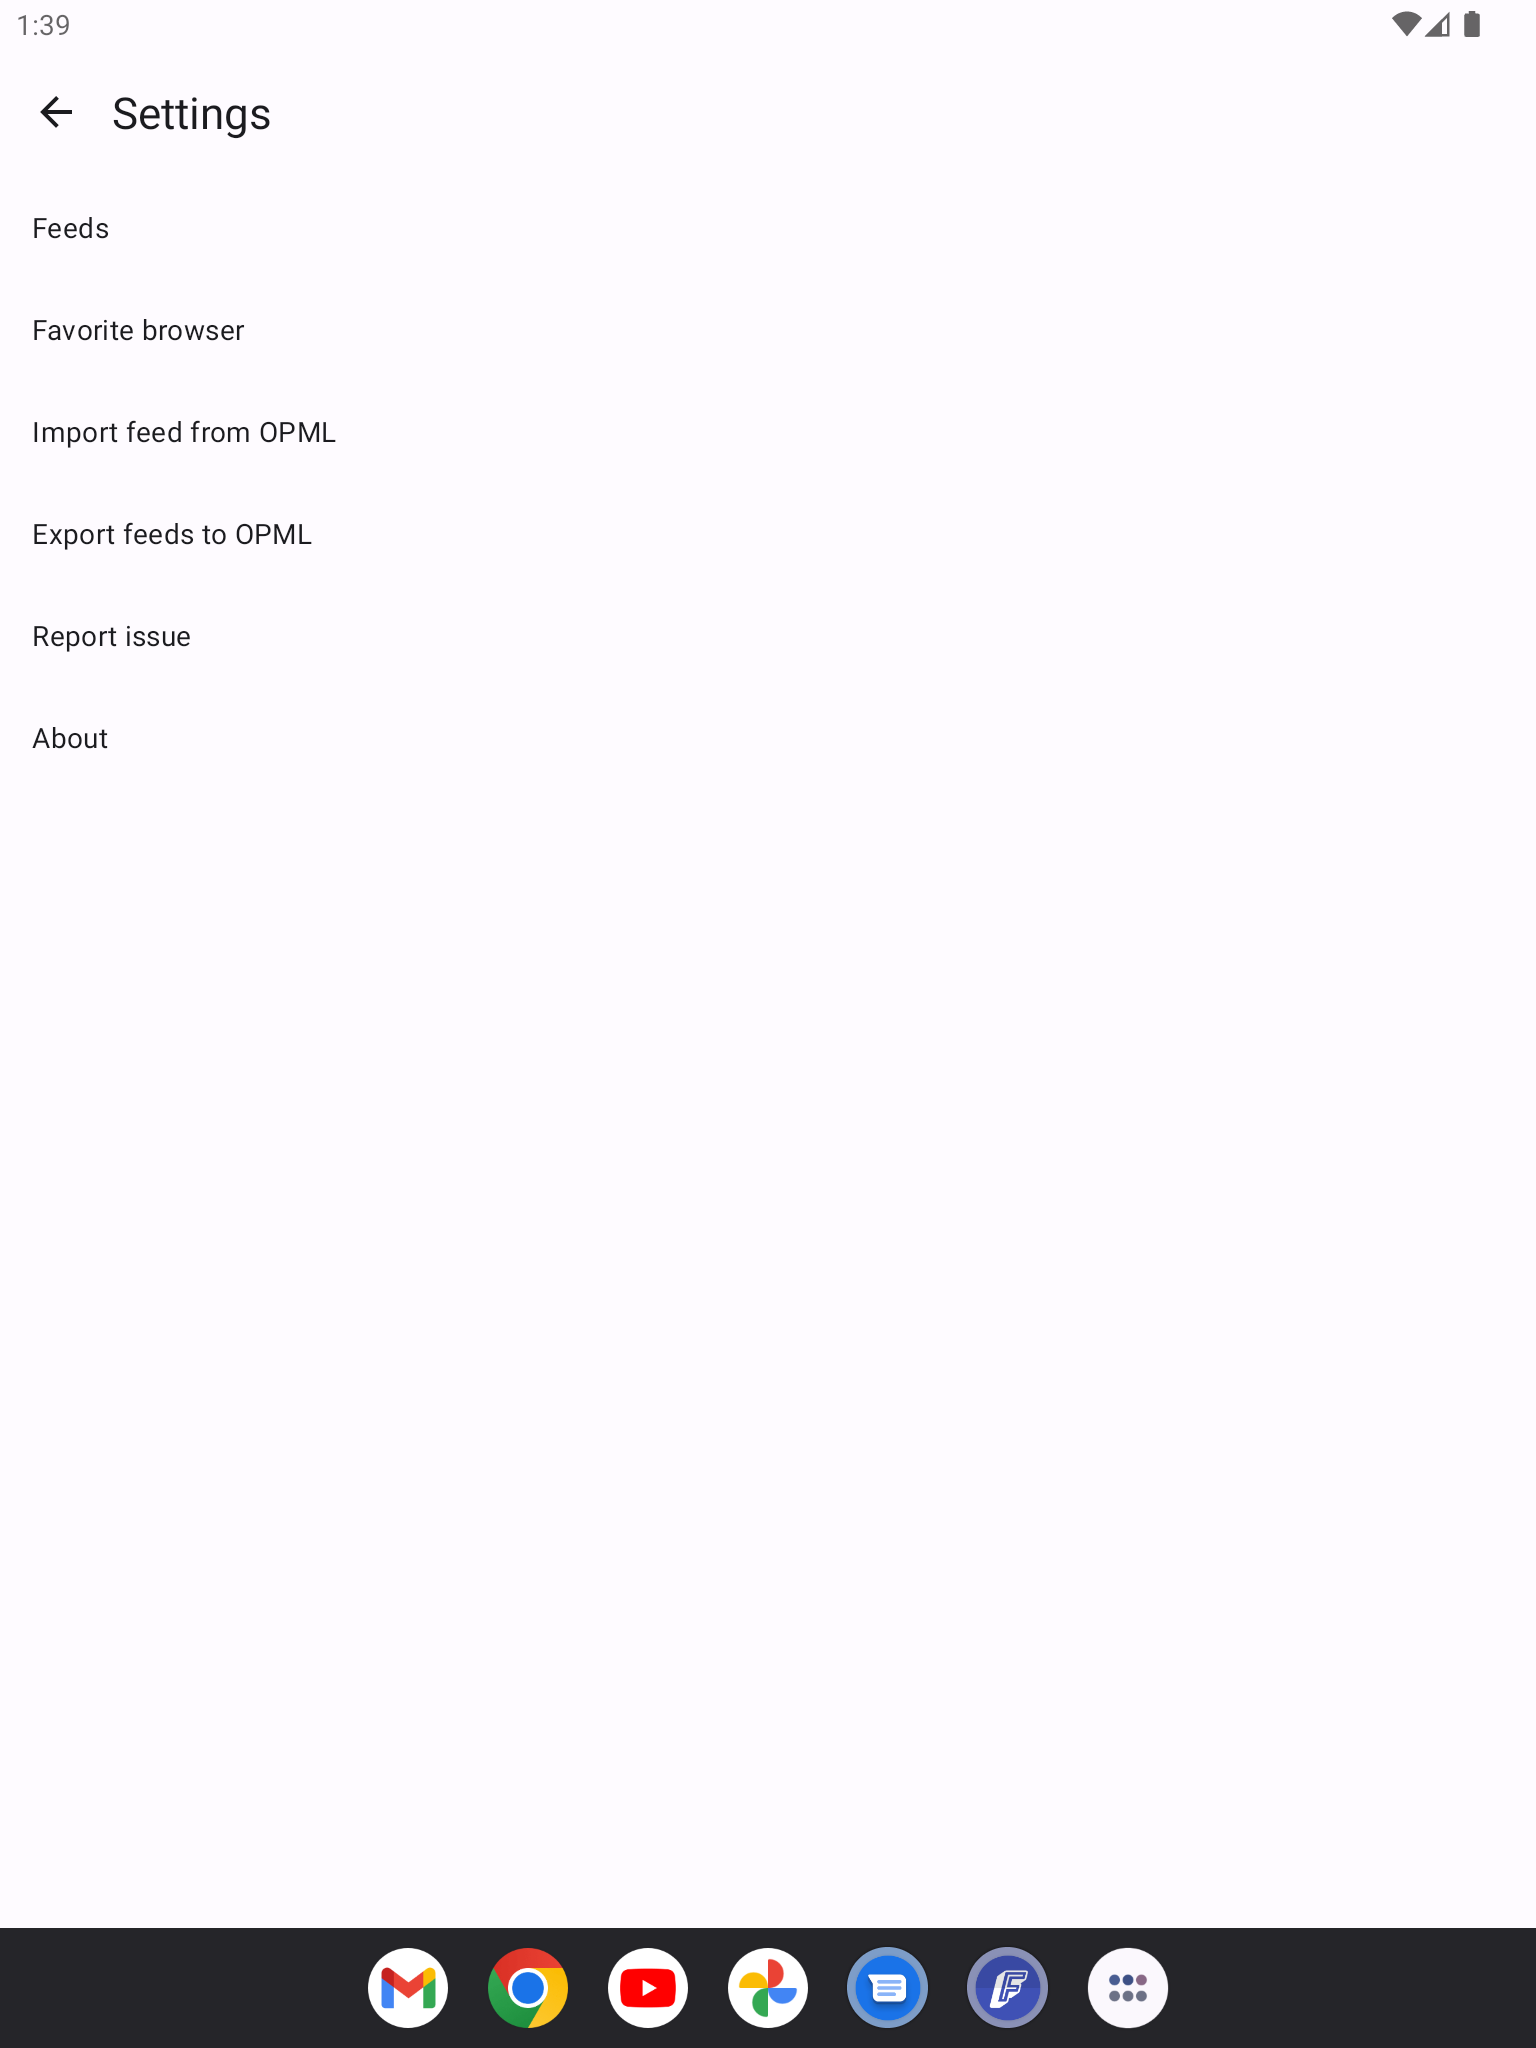 1:39
Settings
Feeds
Favorite browser
Import feed from OPML
Export feeds to OPML
Report issue
About